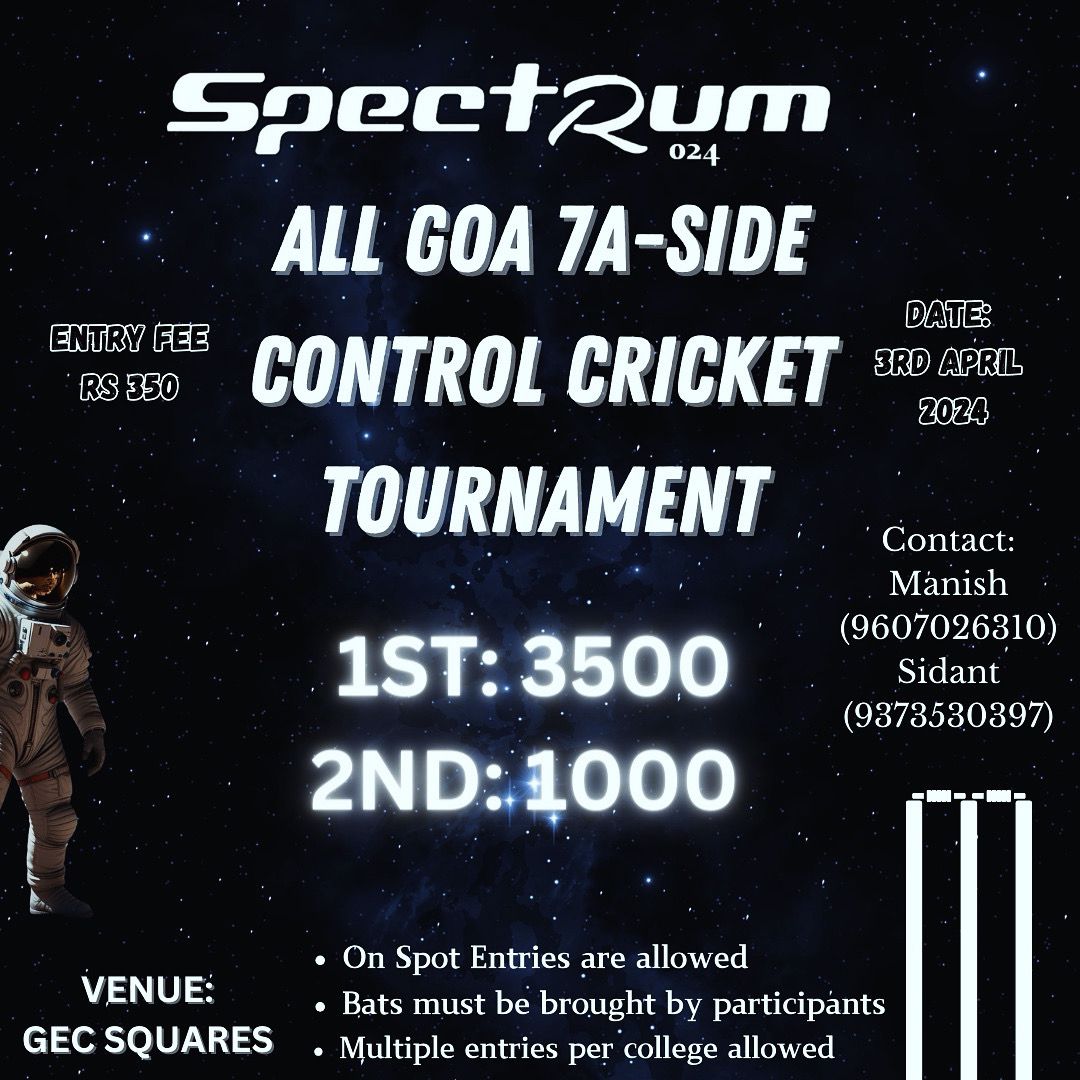 SpectRum
024
ALL GOA 7A-SIDE
CONTROL CRICKET
TOURNAMENT
ENTRY FEE
RS 350
DATE:
3RD APRIL
2024
Contact:
Manish
(9607026310)
Sidant
(9373530397)
1ST: 3500
2ND: 1000
VENUE:
GEC SQUARES
• On Spot Entries are allowed
• Bats must be brought by participants
• Multiple entries per college allowed